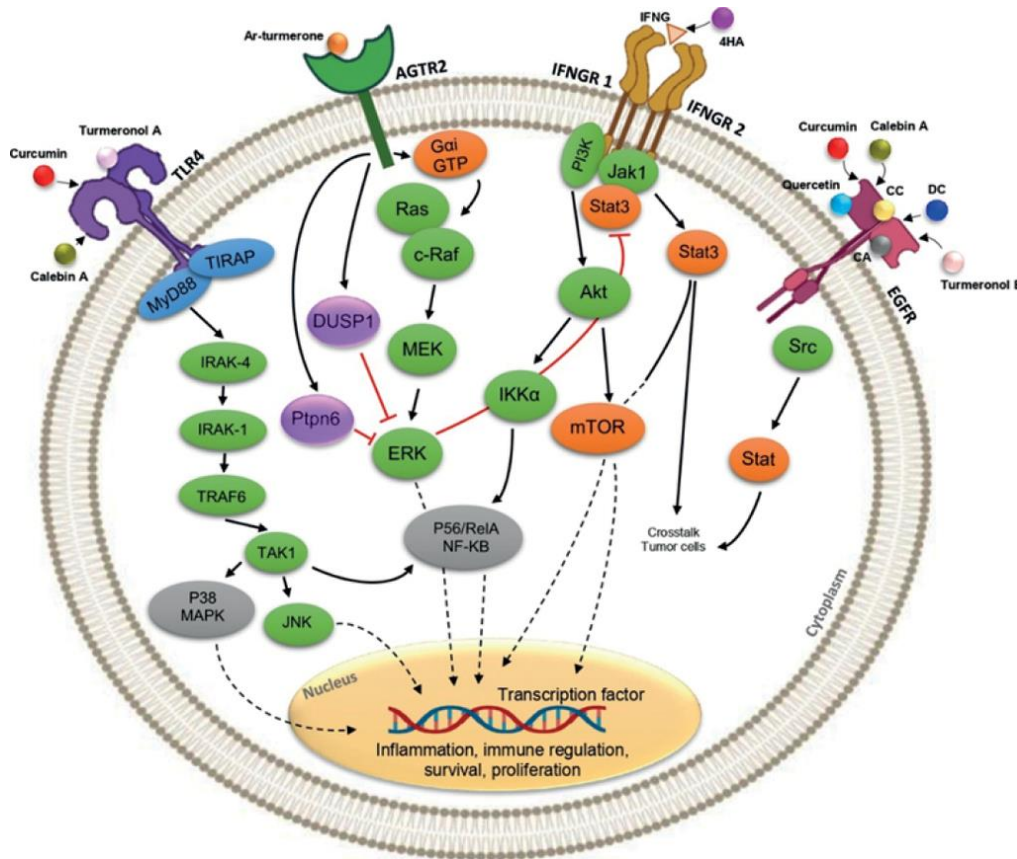 Ar-turmerone
AGTR2
IFNG
4HA
IFNGR 1
IFNGR 2
Turmeronol A
Curcumin
TLR4
Calebin A
TIRAP
MyD88
Gαi
GTP
Ras
c-Raf
PI3K
Jak1
Stat3
Stat3
Curcumin
Calebin A
Quercetin
CC
DC
CA
Turmeronol B
EGFR
DUSP1
MEK
Akt
Src
IRAK-4
IRAK-1
Ptpn6
ERK
IKKα
mTOR
Stat
TRAF6
TAK1
P56/RelA
NF-KB
Crosstalk
Tumor cells
P38
MAPK
JNK
Cytoplasm
Nucleus
Transcription factor
Inflammation, immune regulation,
survival, proliferation